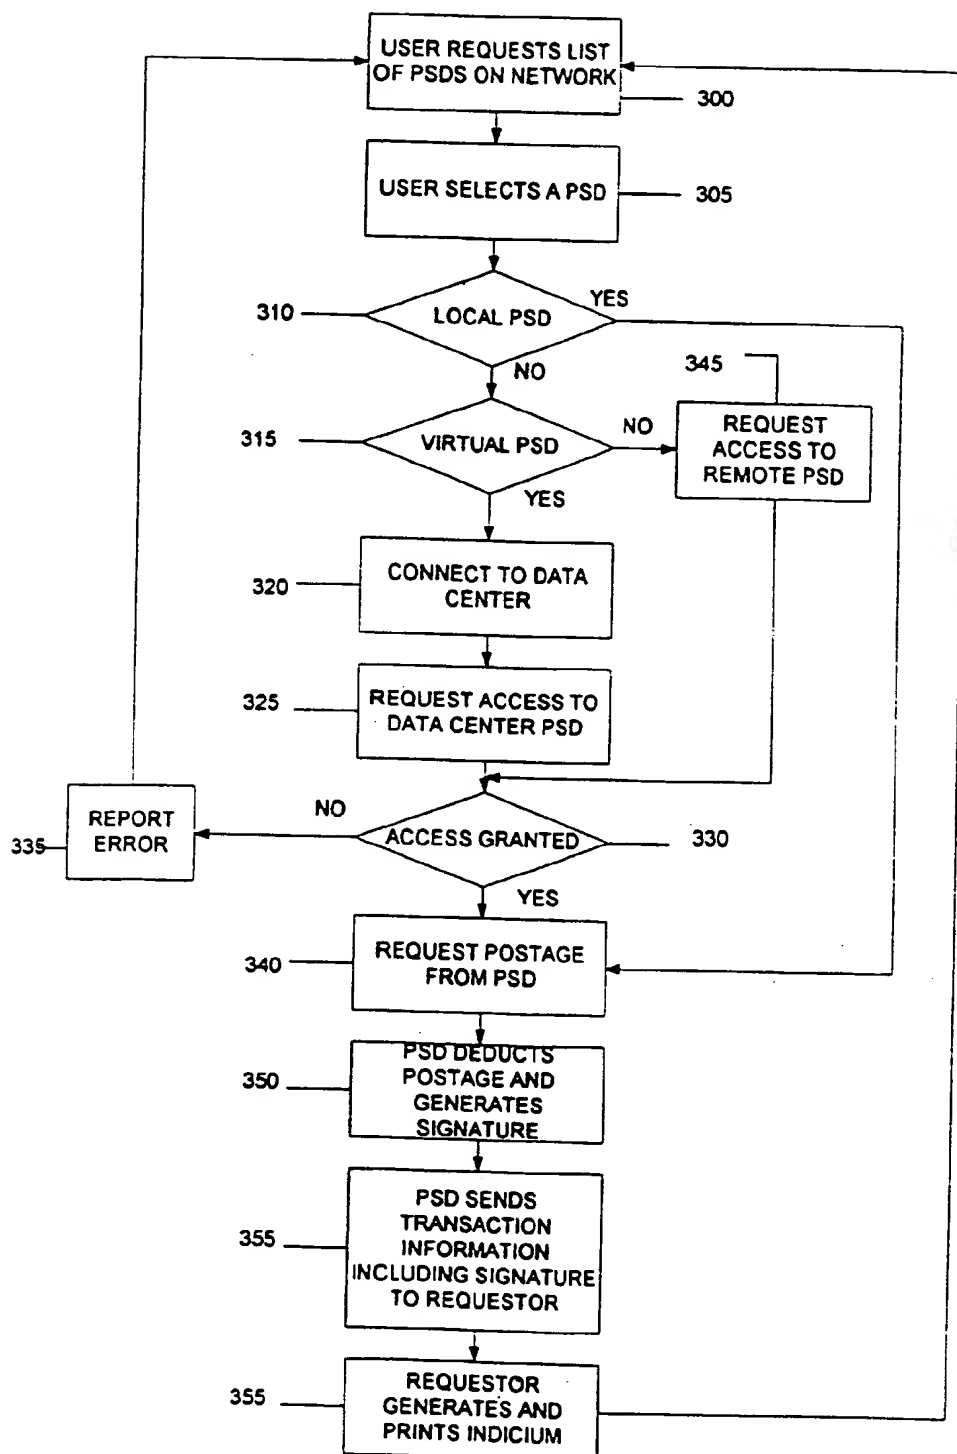 USER REQUESTS LIST
OF PSDS ON NETWORK
300
USER SELECTS A PSD
305
310
LOCAL PSD
YES
NO
345
315
VIRTUAL PSD
NO
REQUEST
ACCESS TO
REMOTE PSD
YES
320
CONNECT TO DATA
CENTER
325
REQUEST ACCESS TO
DATA CENTER PSD
335
REPORT
ERROR
NO
ACCESS GRANTED
330
YES
340
REQUEST POSTAGE
FROM PSD
350
PSD DEDUCTS
POSTAGE AND
GENERATES
SIGNATURE
355
PSD SENDS
TRANSACTION
INFORMATION
INCLUDING SIGNATURE
TO REQUESTOR
355
REQUESTOR
GENERATES AND
PRINTS INDICIUM